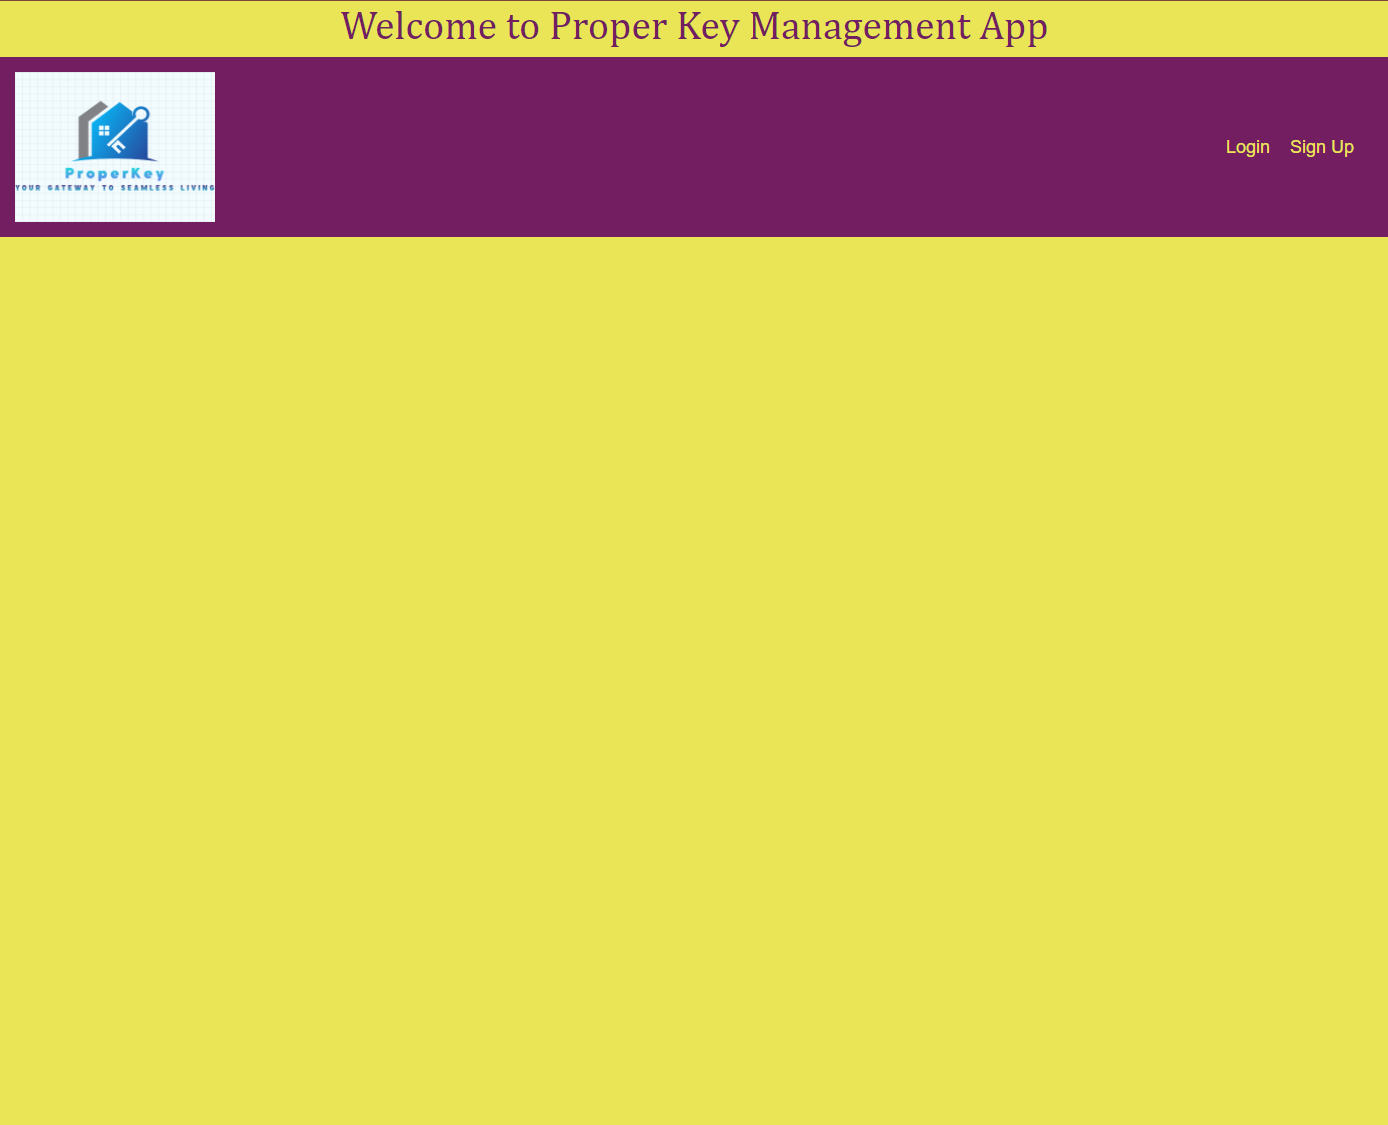 Welcome to Proper Key Management App
ProperKey
YOUR GATEWAY TO SEAMLESS LIVING
Login
Sign Up